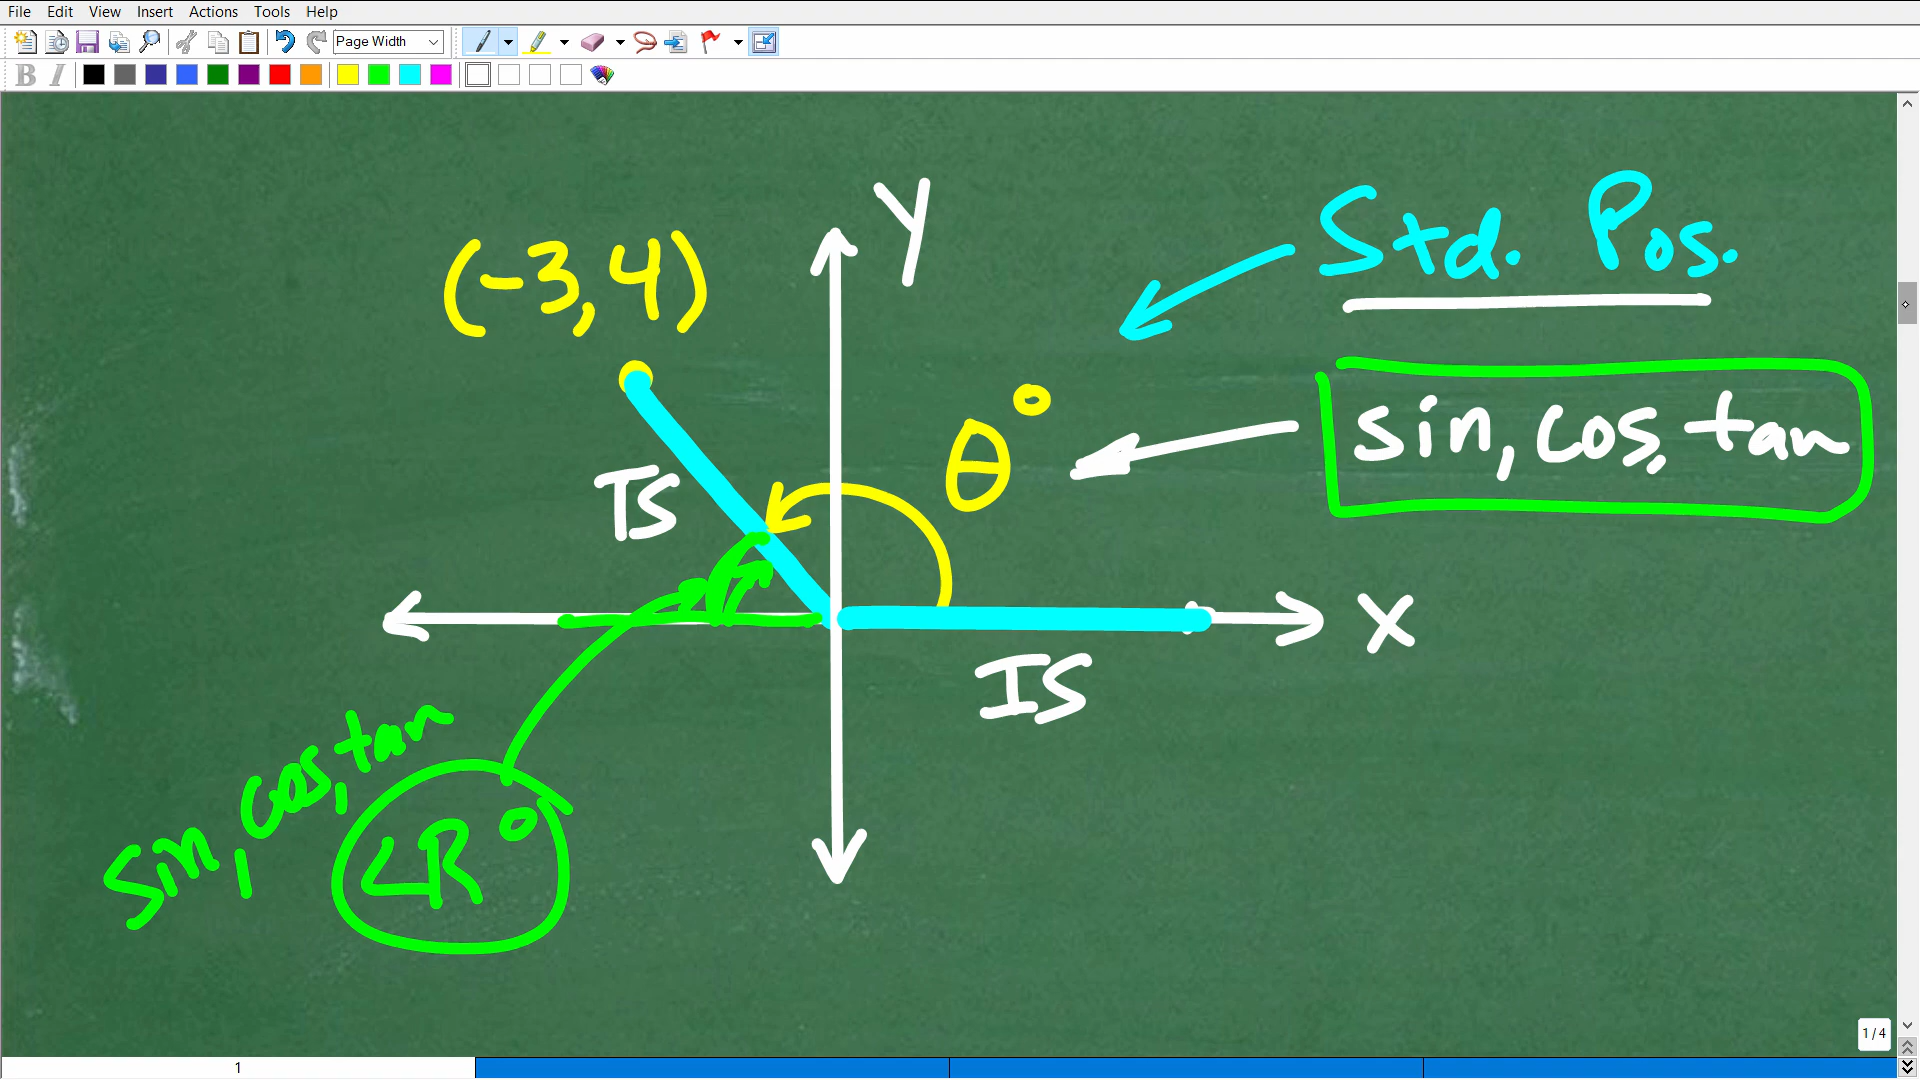 File Edit View Insert Actions Tools Help
Page Width
B I
Y
Std. Pos.
(-3,4)
θ°
sin, cos, tan
TS
X
IS
sin, cos, tan
∠R°
1 / 4
1